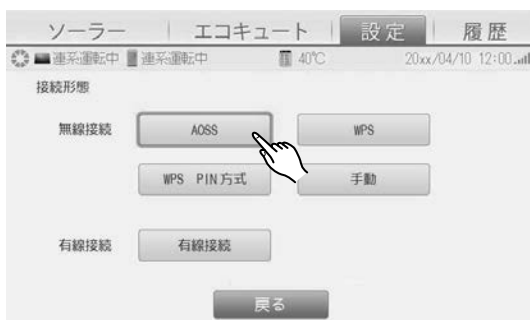 ソーラー エコキュート 設定 履歴
連系運転中 連系運転中 40℃ 20xx/04/10 12:00
接続形態
無線接続 AOSS WPS
WPS PIN方式 手動
有線接続 有線接続
戻る